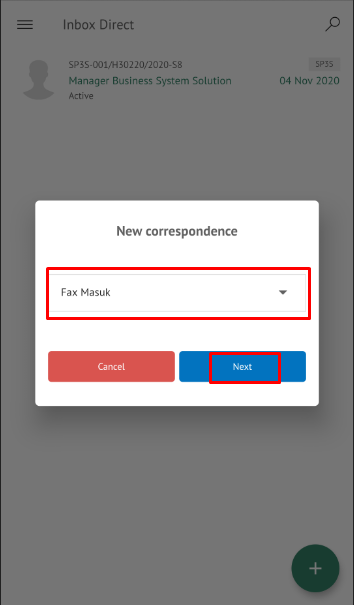 Inbox Direct
SP3S-001/H30220/2020-S8
SP3S
Manager Business System Solution
04 Nov 2020
Active
New correspondence
Fax Masuk
Cancel
Next